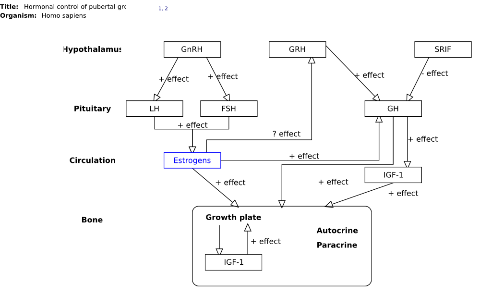 Title: Hormonal control of pubertal gr
1, 2
Organism: Homo sapiens
Hypothalamus
GnRH
GRH
SRIF
+ effect
+ effect
+ effect
- effect
Pituitary
LH
FSH
GH
+ effect
? effect
+ effect
Circulation
Estrogens
+ effect
IGF-1
+ effect
+ effect
+ effect
Bone
Growth plate
Autocrine
Paracrine
+ effect
IGF-1